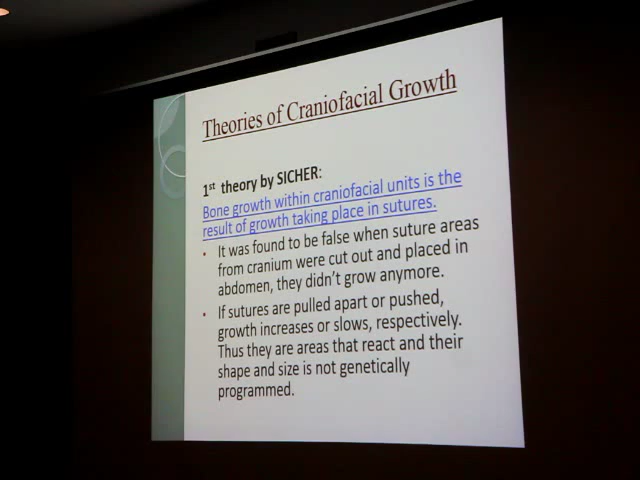 Theories of Craniofacial Growth
1st theory by SICHER:
Bone growth within craniofacial units is the
result of growth taking place in sutures.
• It was found to be false when suture areas
from cranium were cut out and placed in
abdomen, they didn't grow anymore.
• If sutures are pulled apart or pushed,
growth increases or slows, respectively.
Thus they are areas that react and their
shape and size is not genetically
programmed.